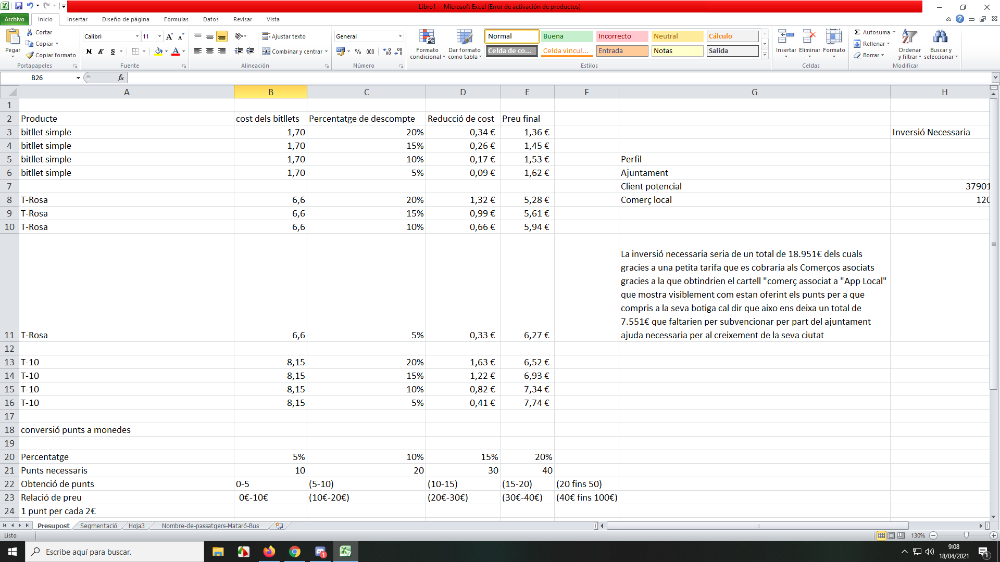 Libro1 - Microsoft Excel (Error de activación de productos)
Archivo Inicio Insertar Diseño de página Fórmulas Datos Revisar Vista
Pegar
Cortar
Copiar
Copiar formato
Portapapeles
Calibri 11 A A
N K S A
Fuente
Ajustar texto
Combinar y centrar
Alineación
General
% 000
Número
Formato condicional
Dar formato como tabla
Normal Buena Incorrecto Neutral Cálculo
Celda de co... Celda vincul... Entrada Notas Salida
Estilos
Insertar Eliminar Formato
Celdas
Σ Autosuma
Rellenar
Borrar
Ordenar y filtrar
Buscar y seleccionar
Modificar
B26 fx
A B C D E F G H
1
2 Producte cost dels bitllets Percentatge de descompte Reducció de cost Preu final
3 bitllet simple 1,70 20% 0,34 € 1,36 € Inversió Necessaria
4 bitllet simple 1,70 15% 0,26 € 1,45 €
5 bitllet simple 1,70 10% 0,17 € 1,53 € Perfil
6 bitllet simple 1,70 5% 0,09 € 1,62 € Ajuntament
7 Client potencial 37901
8 T-Rosa 6,6 20% 1,32 € 5,28 € Comerç local 120
9 T-Rosa 6,6 15% 0,99 € 5,61 €
10 T-Rosa 6,6 10% 0,66 € 5,94 €
La inversió necessaria seria de un total de 18.951€ dels cuals
gracies a una petita tarifa que es cobraria als Comerços asociats
gracies a la que obtindrien el cartell "comerç associat a "App Local"
que mostra visiblement com estan oferint els punts per a que
compris a la seva botiga cal dir que aixo ens deixa un total de
7.551€ que faltarien per subvencionar per part del ajuntament
ajuda necessaria per al creixement de la seva ciutat
11 T-Rosa 6,6 5% 0,33 € 6,27 €
12
13 T-10 8,15 20% 1,63 € 6,52 €
14 T-10 8,15 15% 1,22 € 6,93 €
15 T-10 8,15 10% 0,82 € 7,34 €
16 T-10 8,15 5% 0,41 € 7,74 €
17
18 conversió punts a monedes
19
20 Percentatge 5% 10% 15% 20%
21 Punts necessaris 10 20 30 40
22 Obtenció de punts 0-5 (5-10) (10-15) (15-20) (20 fins 50)
23 Relació de preu 0€-10€ (10€-20€) (20€-30€) (30€-40€) (40€ fins 100€)
24 1 punt per cada 2€
Presupost Segmentació Hoja3 Nombre-de-passatgers-Mataró-Bus
Listo 130%
Escribe aquí para buscar.
1
9:08
18/04/2021
1